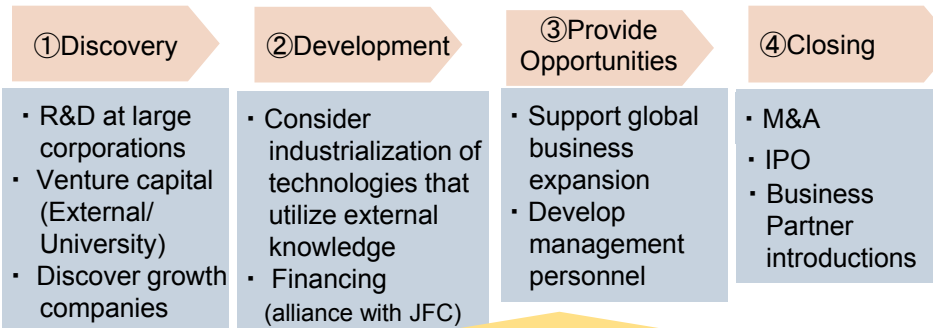 ①Discovery
・R&D at large
corporations
・Venture capital
(External/
University)
・Discover growth
companies
②Development
・Consider
industrialization of
technologies that
utilize external
knowledge
・Financing
(alliance with JFC)
③Provide
Opportunities
・Support global
business
expansion
・Develop
management
personnel
④Closing
・M&A
・IPO
・Business
Partner
introductions